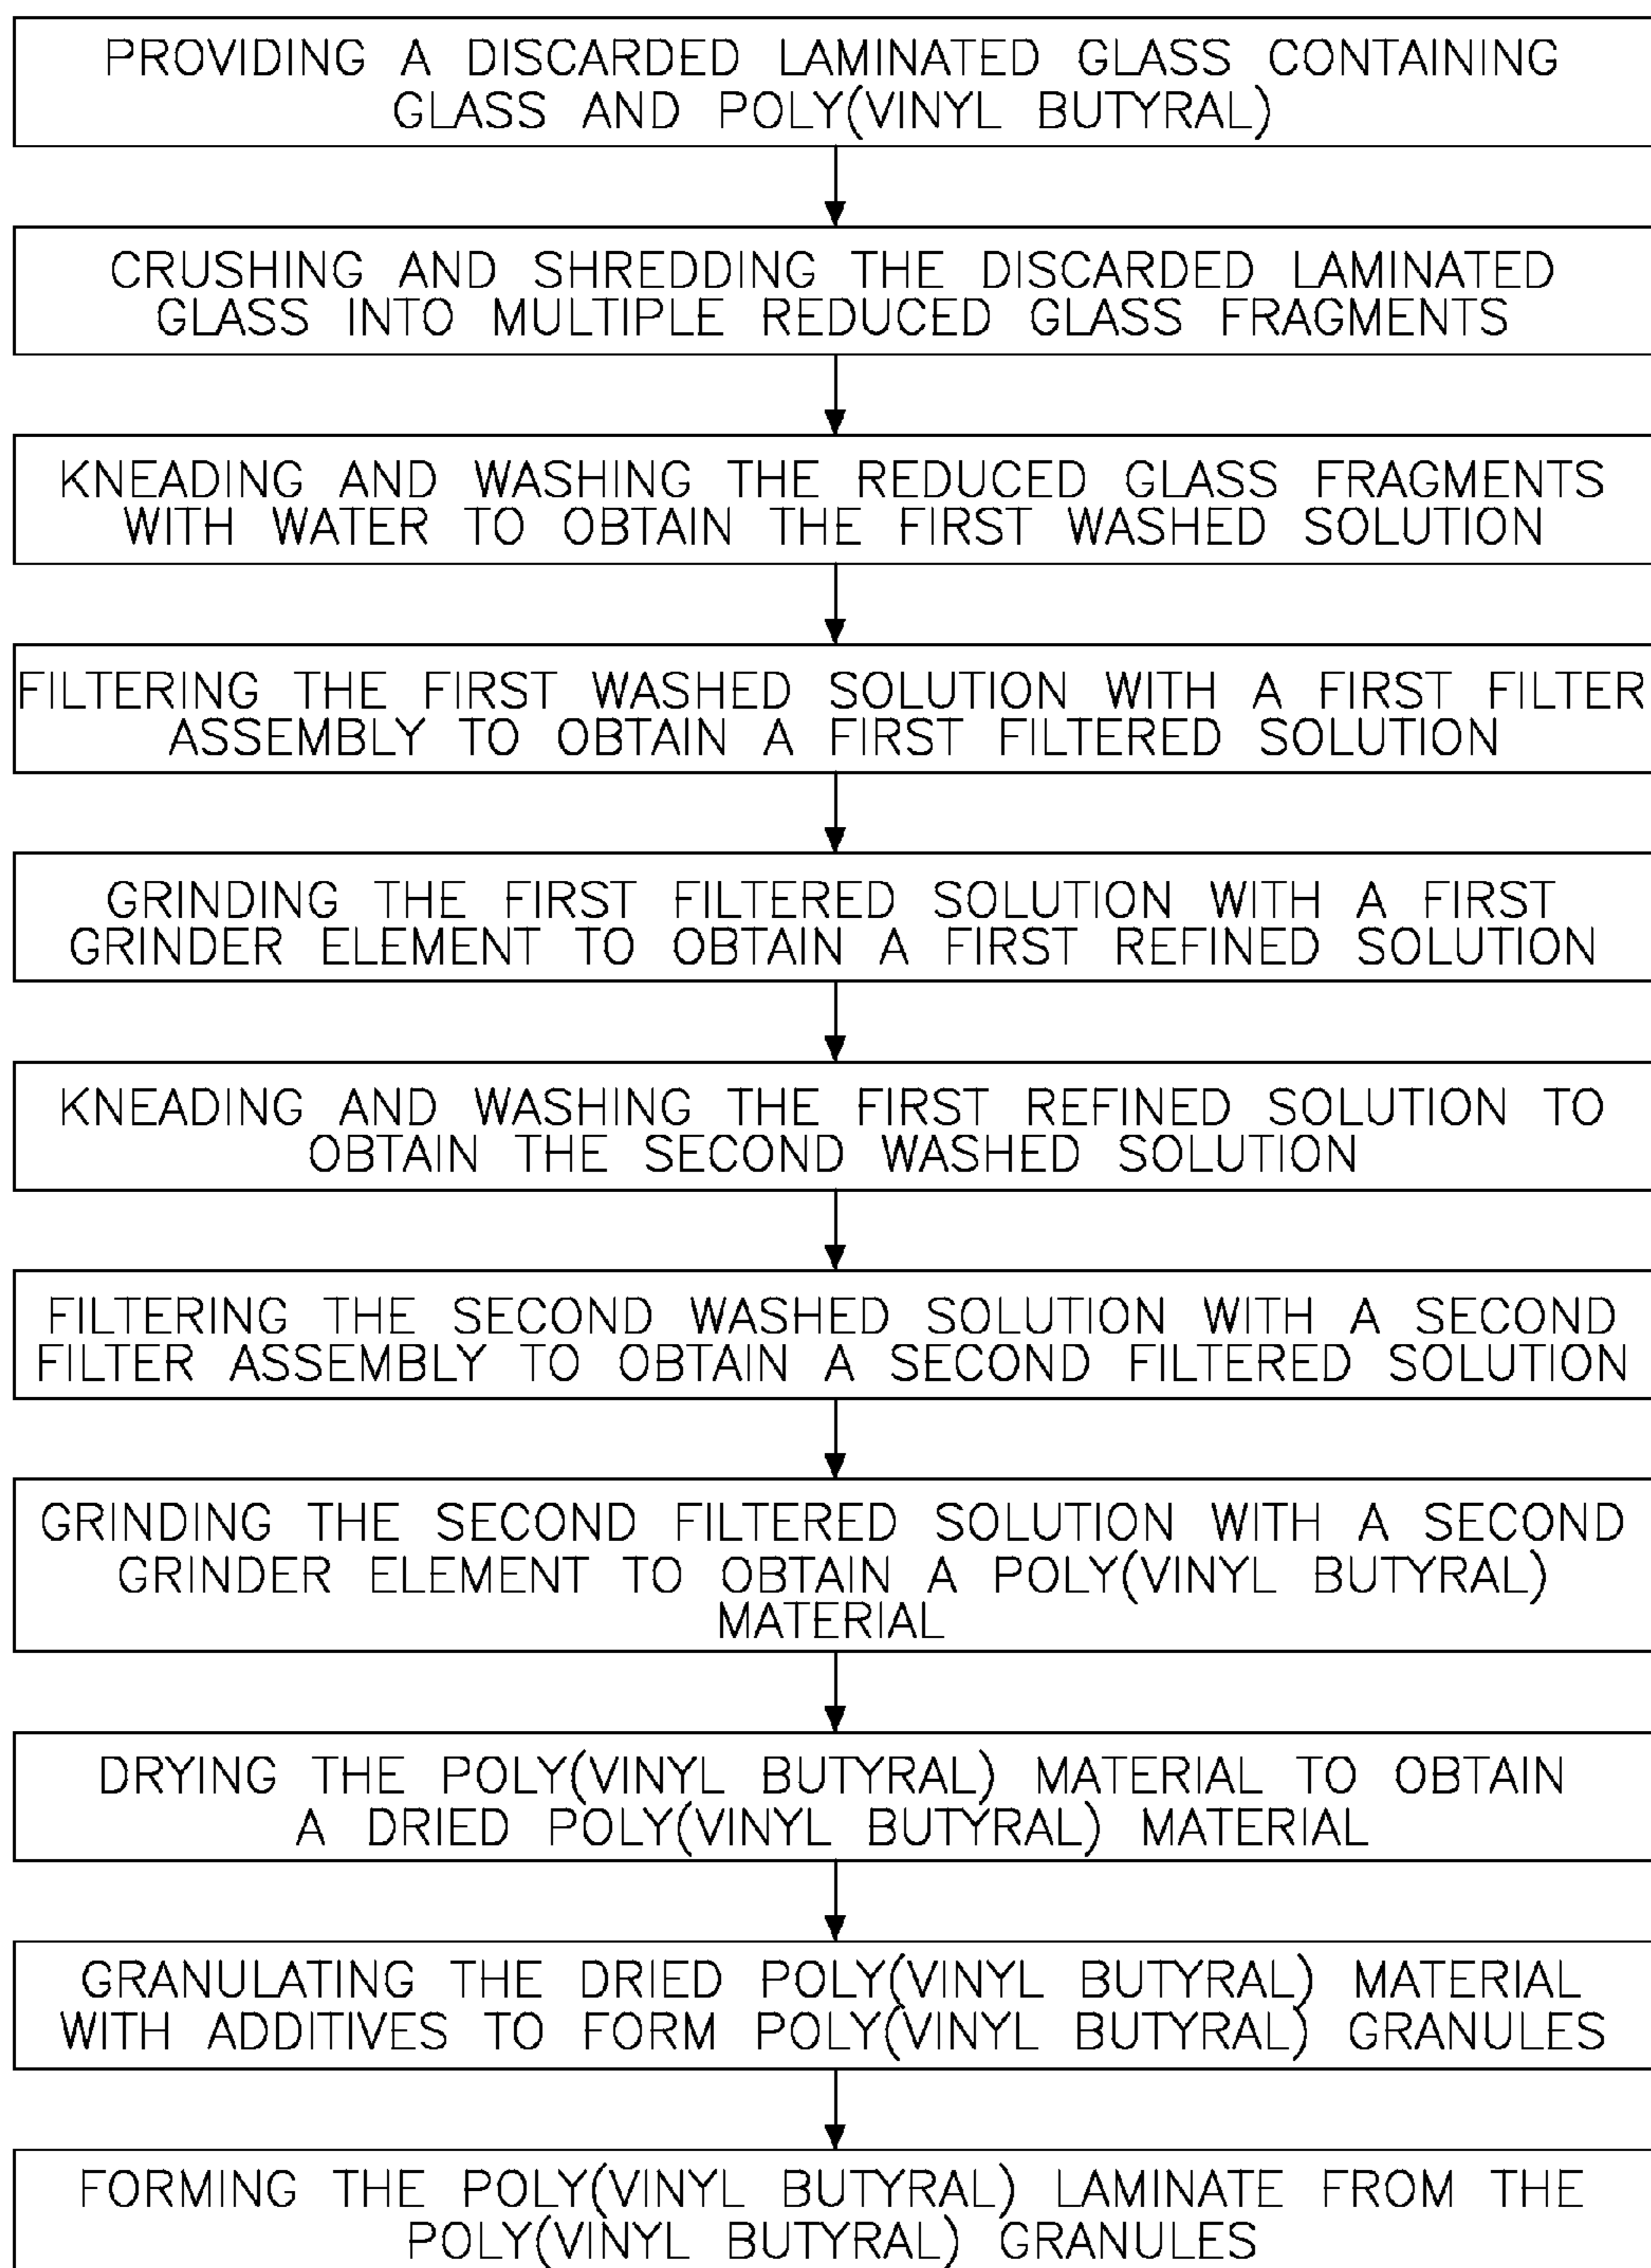 PROVIDING A DISCARDED LAMINATED GLASS CONTAINING
GLASS AND POLY(VINYL BUTYRAL)
CRUSHING AND SHREDDING THE DISCARDED LAMINATED
GLASS INTO MULTIPLE REDUCED GLASS FRAGMENTS
KNEADING AND WASHING THE REDUCED GLASS FRAGMENTS
WITH WATER TO OBTAIN THE FIRST WASHED SOLUTION
FILTERING THE FIRST WASHED SOLUTION WITH A FIRST FILTER
ASSEMBLY TO OBTAIN A FIRST FILTERED SOLUTION
GRINDING THE FIRST FILTERED SOLUTION WITH A FIRST
GRINDER ELEMENT TO OBTAIN A FIRST REFINED SOLUTION
KNEADING AND WASHING THE FIRST REFINED SOLUTION TO
OBTAIN THE SECOND WASHED SOLUTION
FILTERING THE SECOND WASHED SOLUTION WITH A SECOND
FILTER ASSEMBLY TO OBTAIN A SECOND FILTERED SOLUTION
GRINDING THE SECOND FILTERED SOLUTION WITH A SECOND
GRINDER ELEMENT TO OBTAIN A POLY(VINYL BUTYRAL)
MATERIAL
DRYING THE POLY(VINYL BUTYRAL) MATERIAL TO OBTAIN
A DRIED POLY(VINYL BUTYRAL) MATERIAL
GRANULATING THE DRIED POLY(VINYL BUTYRAL) MATERIAL
WITH ADDITIVES TO FORM POLY(VINYL BUTYRAL) GRANULES
FORMING THE POLY(VINYL BUTYRAL) LAMINATE FROM THE
POLY(VINYL BUTYRAL) GRANULES